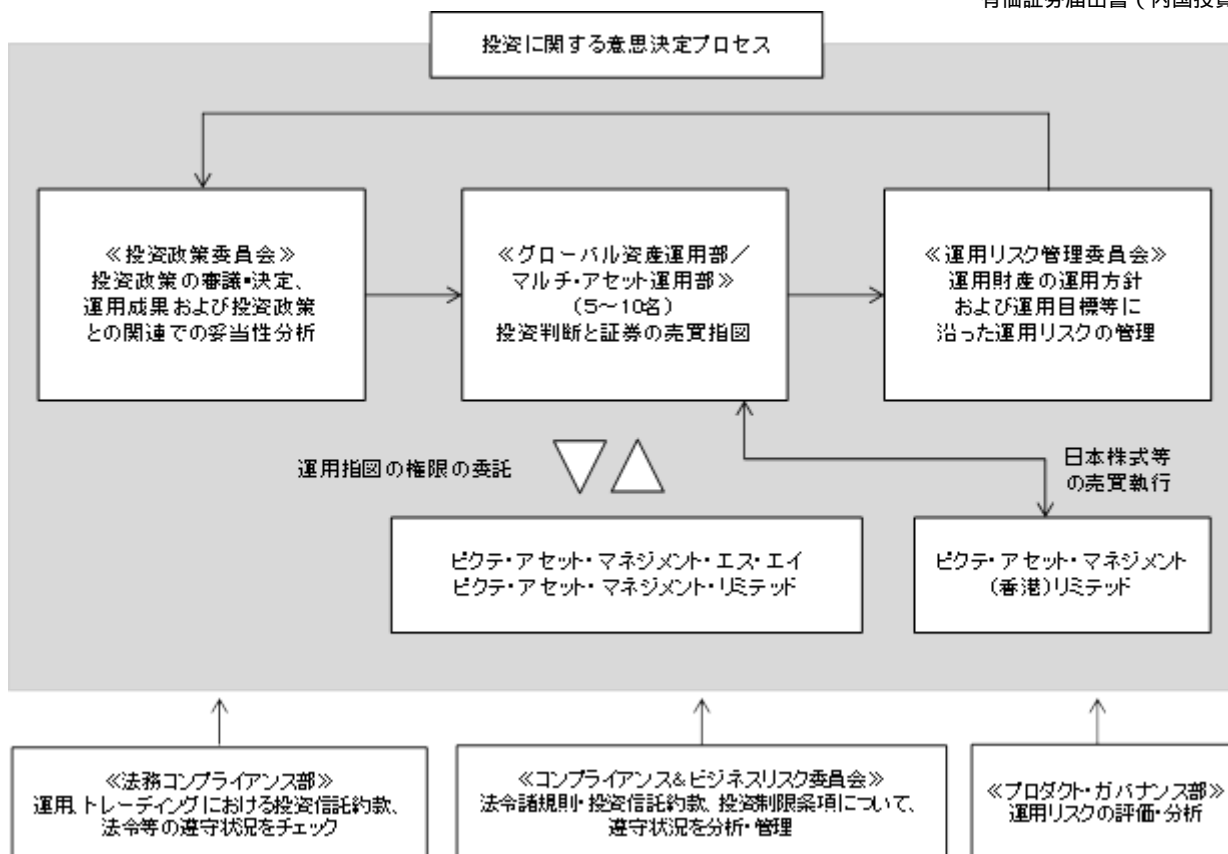 有価証券届出書(内国投資
投資に関する意思決定プロセス
≪投資政策委員会≫
投資政策の審議・決定、
運用成果および投資政策
との関連での妥当性分析
≪グローバル資産運用部/
マルチ・アセット運用部≫
(5~10名)
投資判断と証券の売買指図
≪運用リスク管理委員会≫
運用財産の運用方針
および運用目標等に
沿った運用リスクの管理
運用指図の権限の委託
日本株式等
の売買執行
ピクテ・アセット・マネジメント・エス・エイ
ピクテ・アセット・マネジメント・リミテッド
ピクテ・アセット・マネジメント
(香港)リミテッド
≪法務コンプライアンス部≫
運用、トレーディングにおける投資信託約款、
法令等の遵守状況をチェック
≪コンプライアンス&ビジネスリスク委員会≫
法令諸規則・投資信託約款、投資制限条項について、
遵守状況を分析・管理
≪プロダクト・ガバナンス部≫
運用リスクの評価・分析